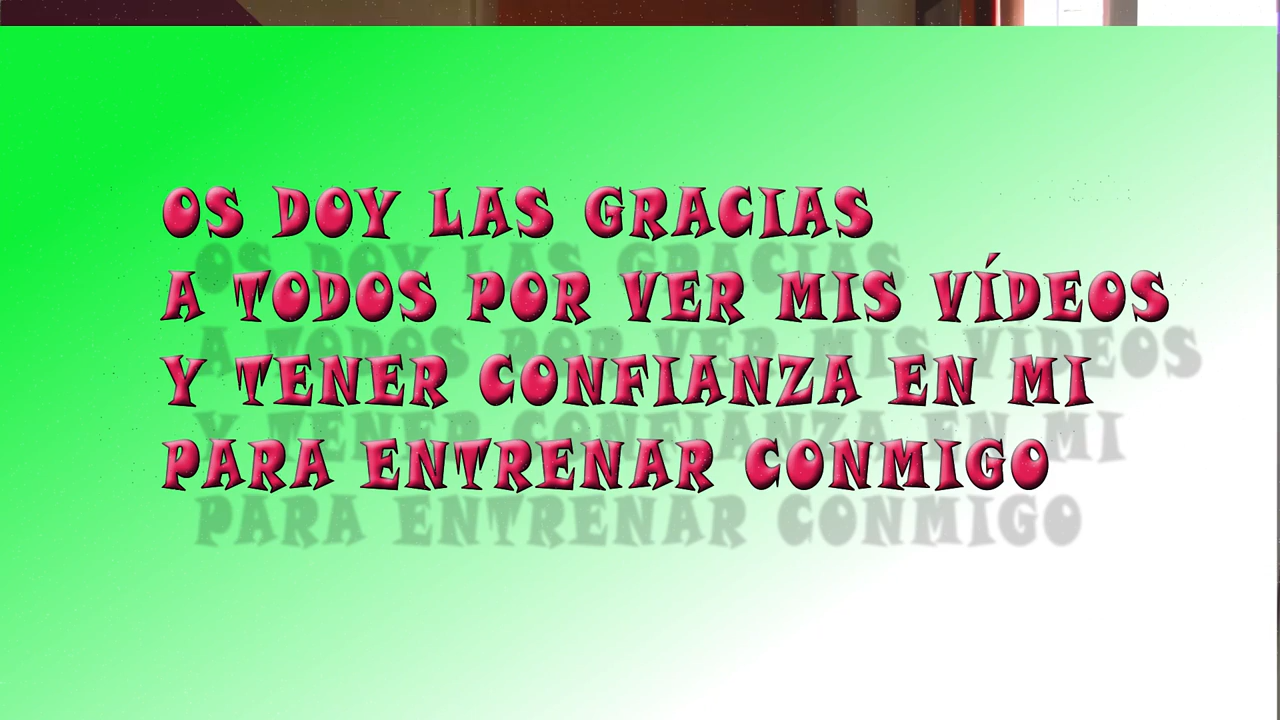 OS DOY LAS GRACIAS
A TODOS POR VER MIS VÍDEOS
Y TENER CONFIANZA EN MI
PARA ENTRENAR CONMIGO